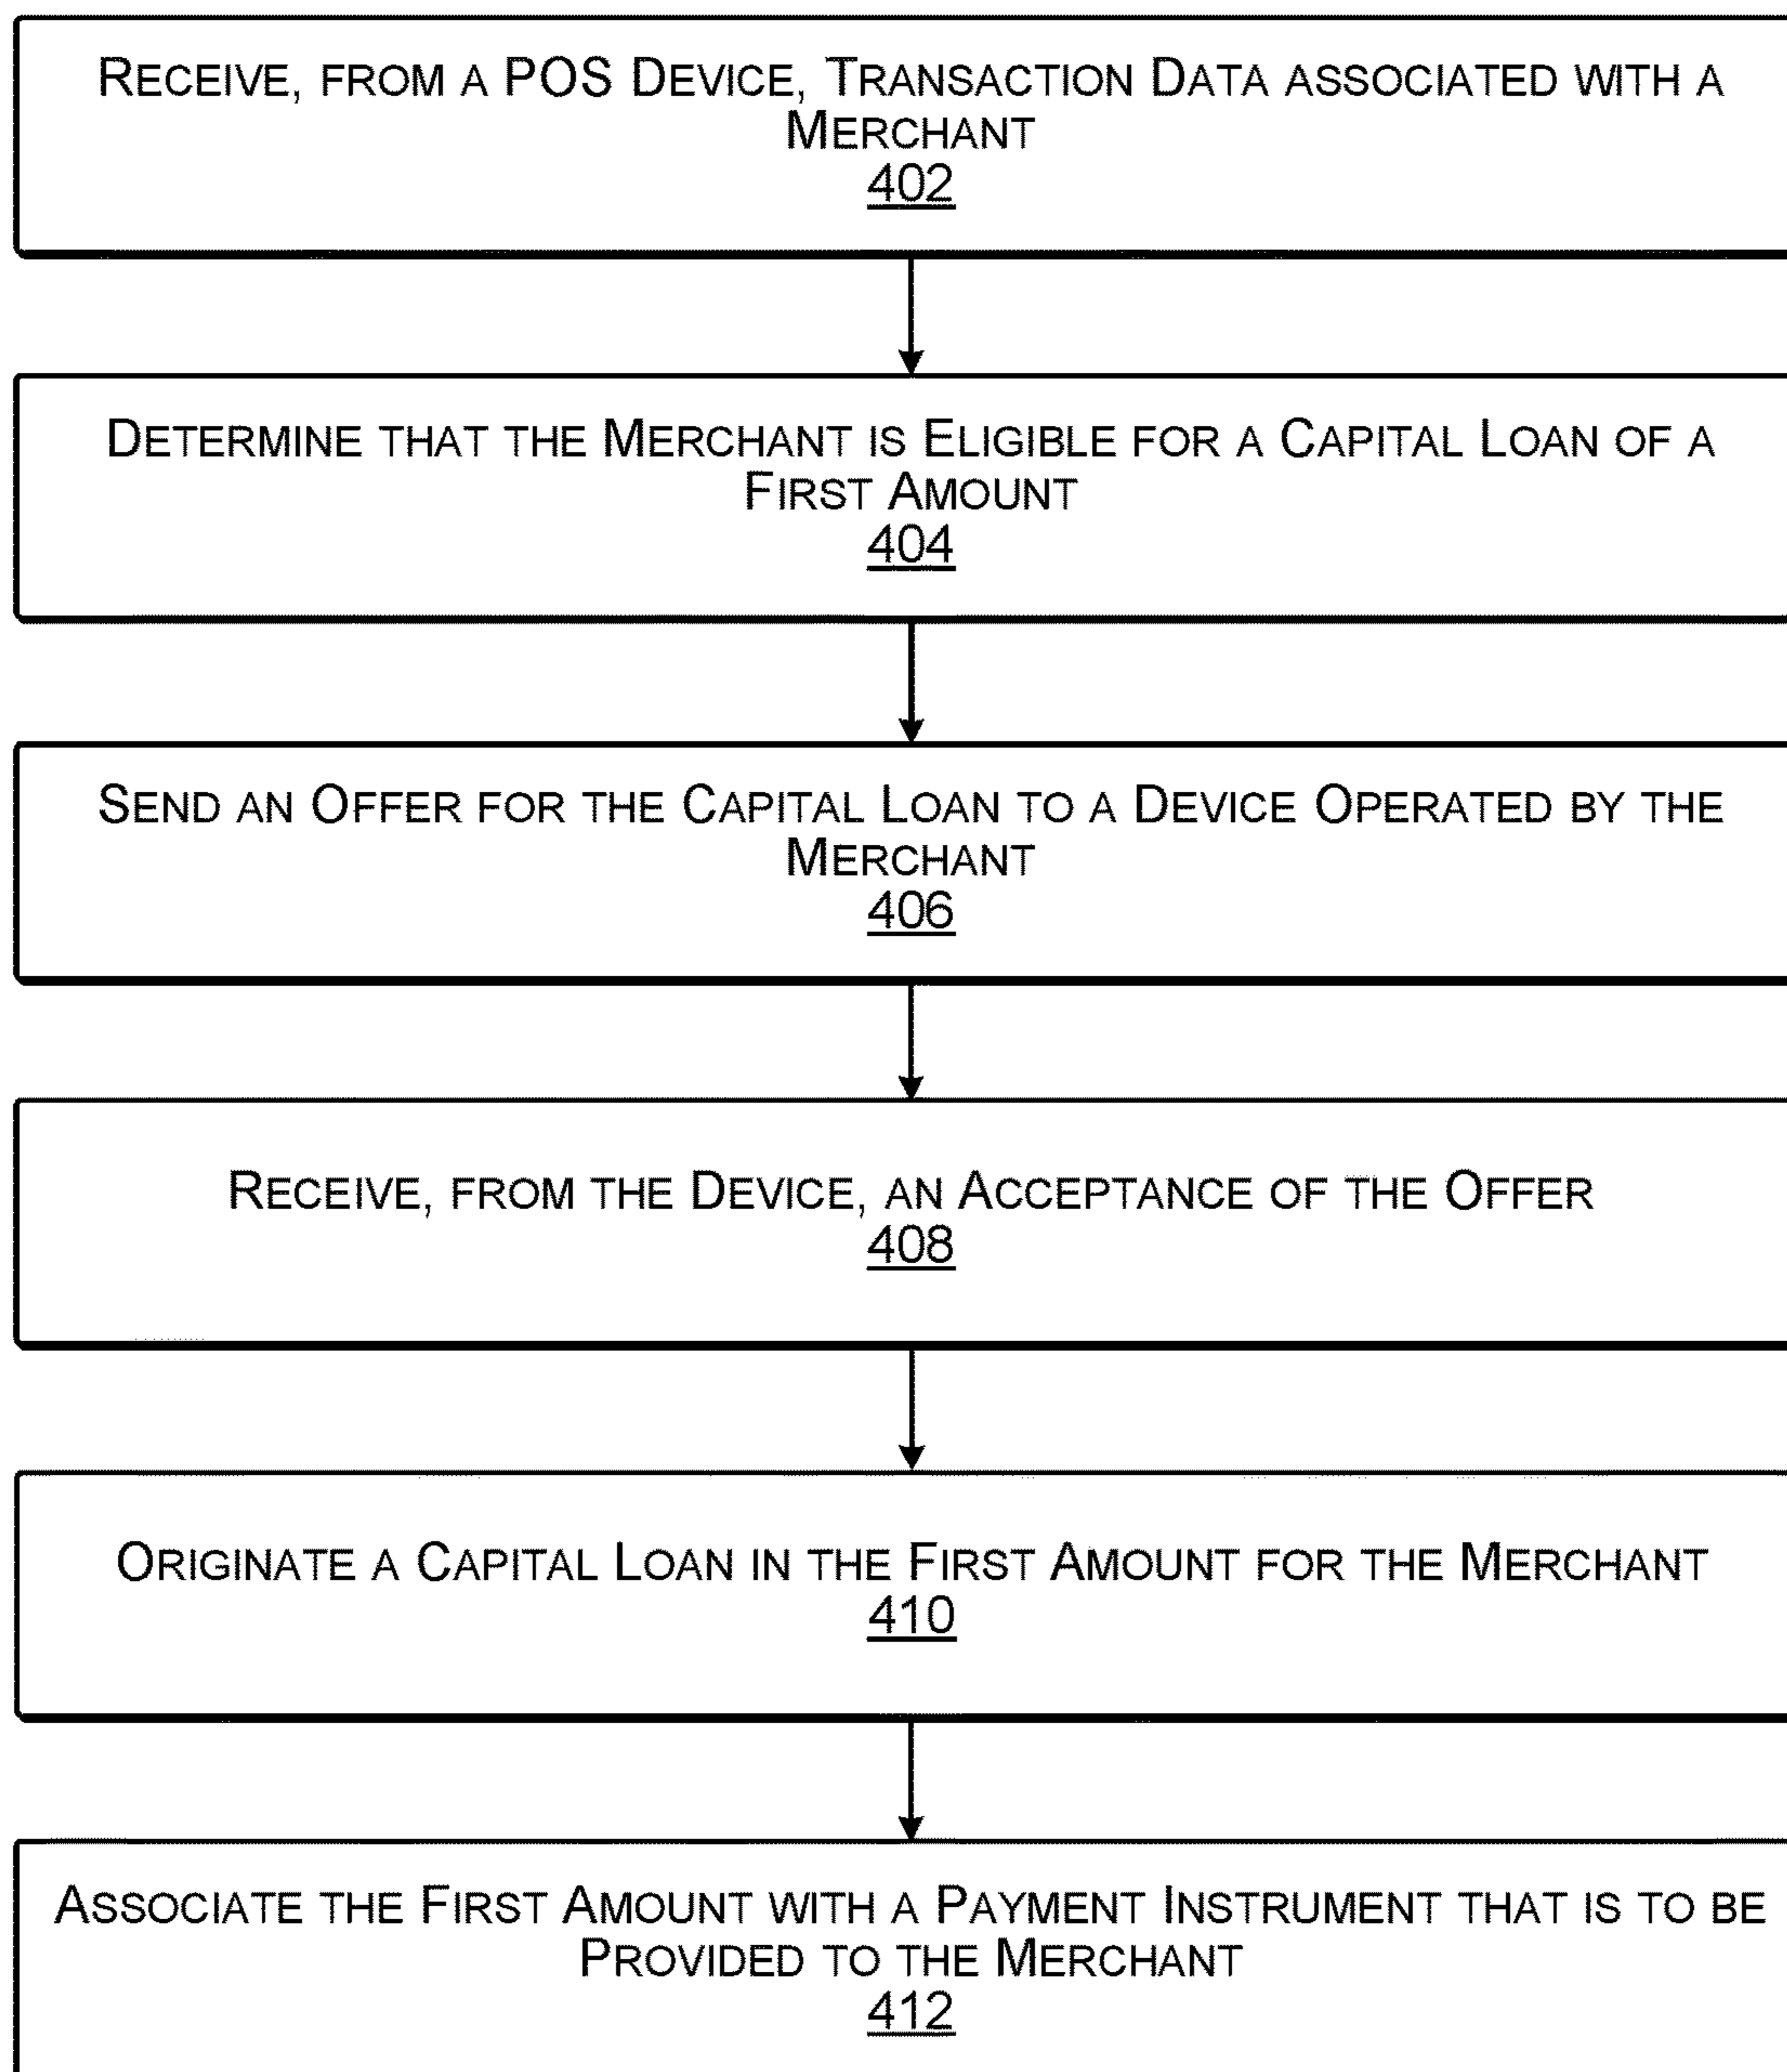 RECEIVE, FROM A POS DEVICE, TRANSACTION DATA ASSOCIATED WITH A
MERCHANT
402
DETERMINE THAT THE MERCHANT IS ELIGIBLE FOR A CAPITAL LOAN OF A
FIRST AMOUNT
404
SEND AN OFFER FOR THE CAPITAL LOAN TO A DEVICE OPERATED BY THE
MERCHANT
406
RECEIVE, FROM THE DEVICE, AN ACCEPTANCE OF THE OFFER
408
ORIGINATE A CAPITAL LOAN IN THE FIRST AMOUNT FOR THE MERCHANT
410
ASSOCIATE THE FIRST AMOUNT WITH A PAYMENT INSTRUMENT THAT IS TO BE
PROVIDED TO THE MERCHANT
412